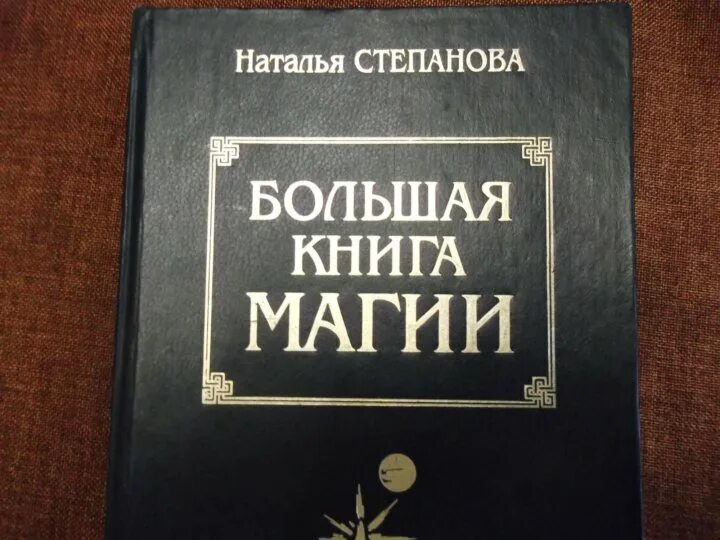 Наталья СТЕПАНОВА
БОЛЬШАЯ
КНИГА
МАГИИ